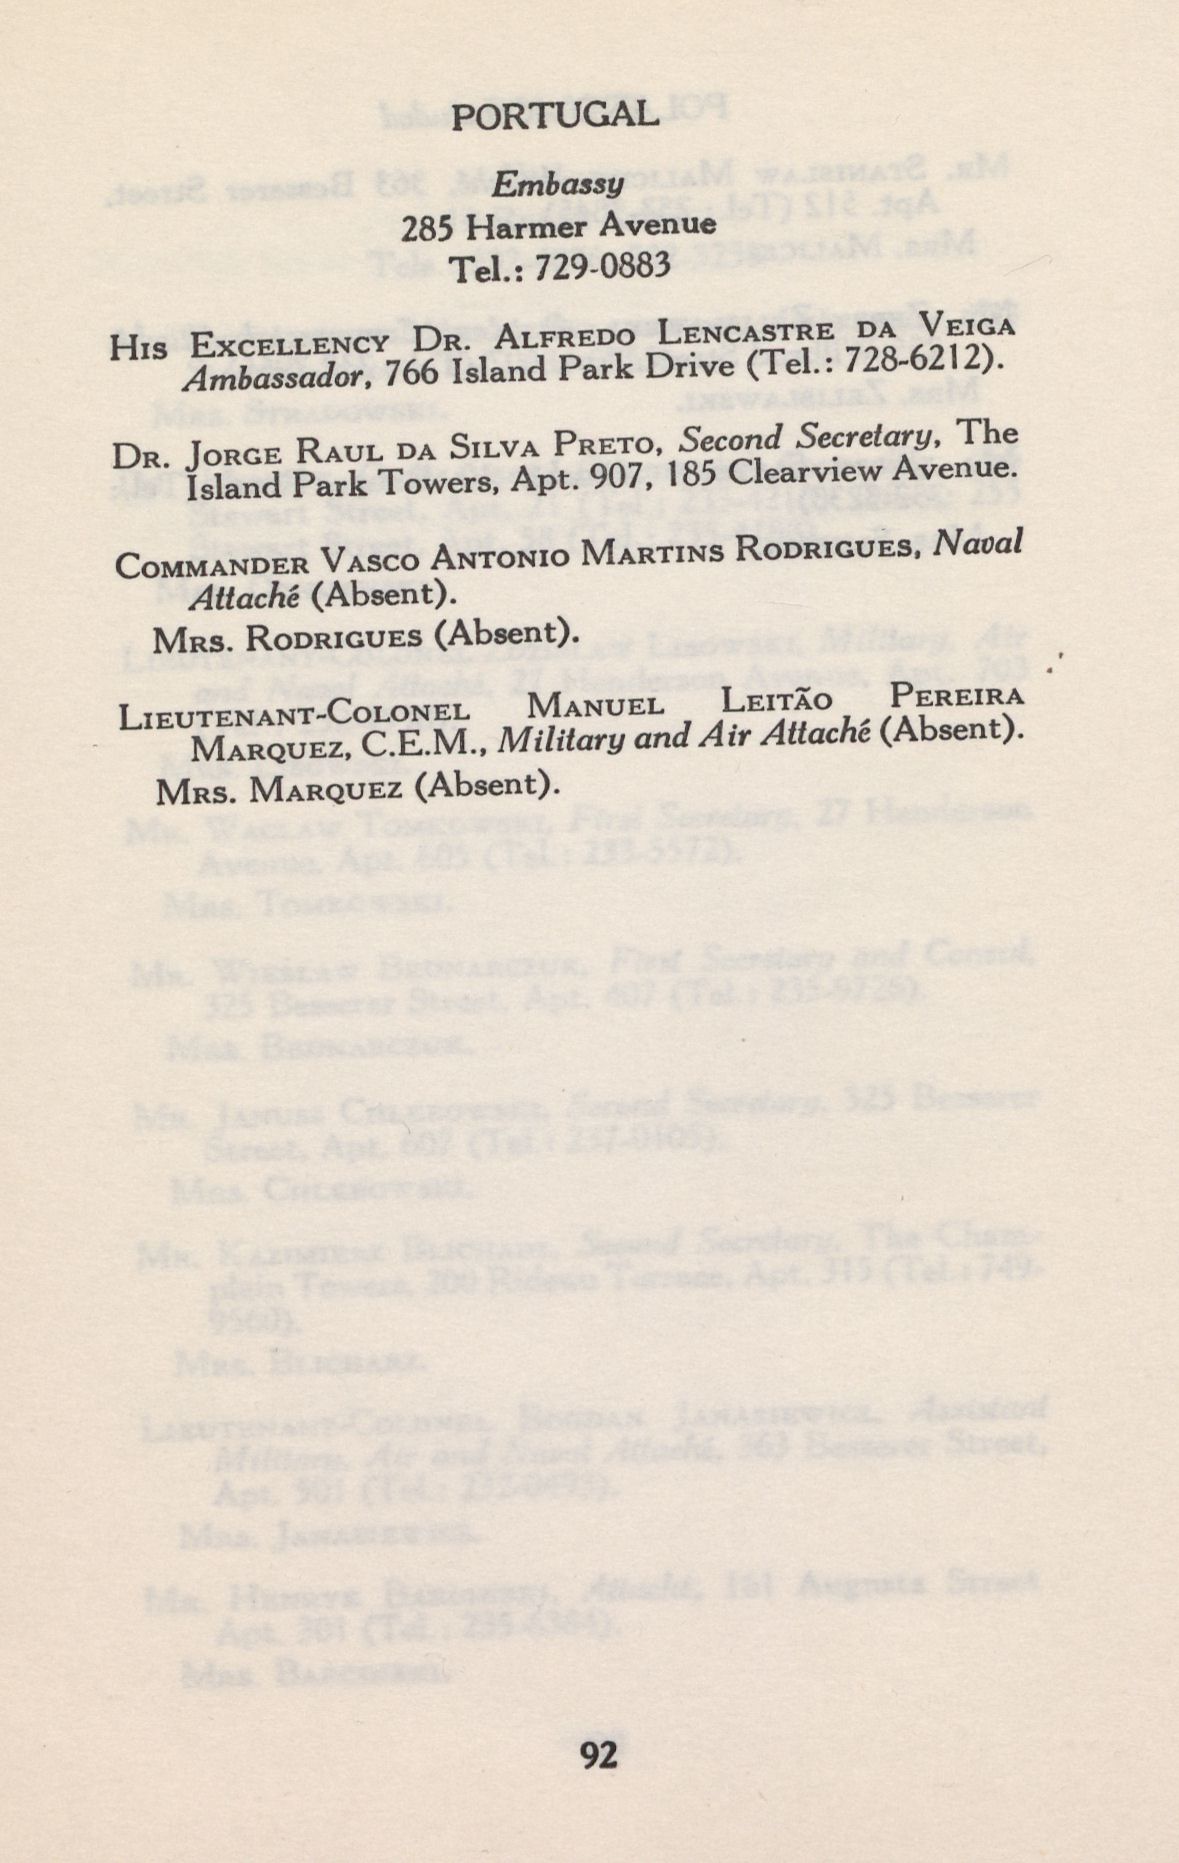 PORTUGAL
Embassy
285 Harmer Avenue
Tel.: 729-0883
His Excellency Dr. Alfredo Lencastre da Veiga
Ambassador, 766 Island Park Drive (Tel.: 728-6212).
Dr. Jorge Raul da Silva Preto, Second Secretary, The
Island Park Towers, Apt. 907, 185 Clearview Avenue.
Commander Vasco Antonio Martins Rodrigues, Naval
Attaché (Absent).
Mrs. Rodrigues (Absent).
Lieutenant-Colonel Manuel Leitão Pereira
Marquez, C.E.M., Military and Air Attaché (Absent).
Mrs. Marquez (Absent).
92